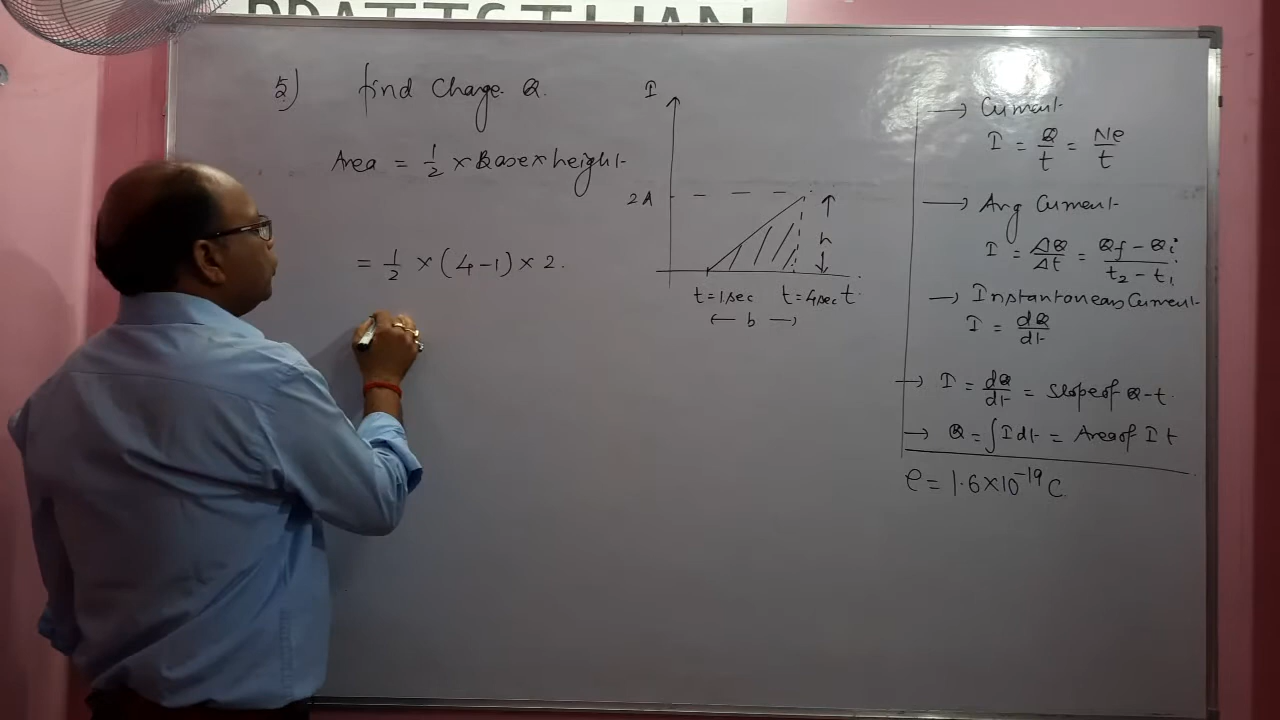 5) find Charge Q.
Area = 1/2 × Base × height
= 1/2 × (4-1) × 2.
I
2A
h
t=1sec t=4sec t
← b →
→ Current
I = Q/t = Ne/t
→ Avg Current
I = ΔQ/Δt = Qf - Qi / t2 - t1
→ Instantaneous Current
I = dQ/dt
→ I = dQ/dt = Slope of Q-t
→ Q = ∫Idt = Area of I t
e = 1.6×10⁻¹⁹ C